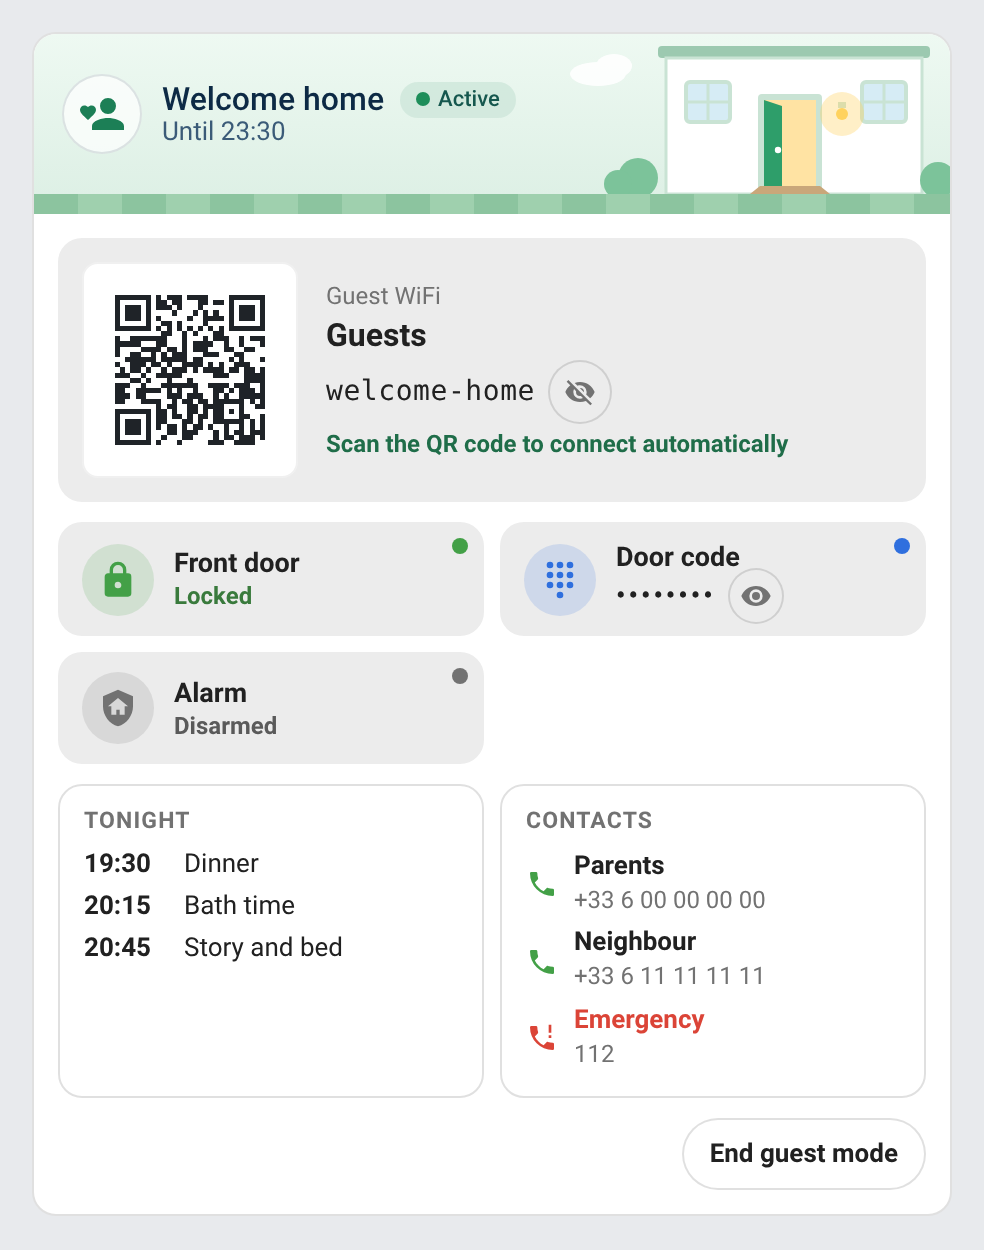 Welcome home
Active
Until 23:30
Guest WiFi
Guests
welcome-home
Scan the QR code to connect automatically
Front door
Locked
Door code
••••••••
Alarm
Disarmed
TONIGHT
19:30 Dinner
20:15 Bath time
20:45 Story and bed
CONTACTS
Parents
+33 6 00 00 00 00
Neighbour
+33 6 11 11 11 11
Emergency
112
End guest mode